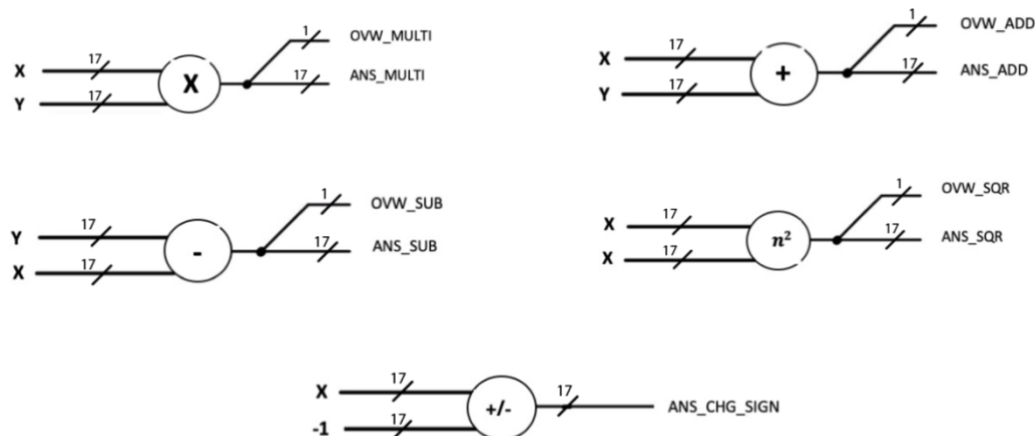 1 OVW_MULTI
X 17
X 17 ANS_MULTI
Y 17
1 OVW_ADD
X 17
+ 17 ANS_ADD
Y 17
1 OVW_SUB
Y 17
- 17 ANS_SUB
X 17
1 OVW_SQR
X 17
n² 17 ANS_SQR
X 17
X 17
+/- 17 ANS_CHG_SIGN
-1 17